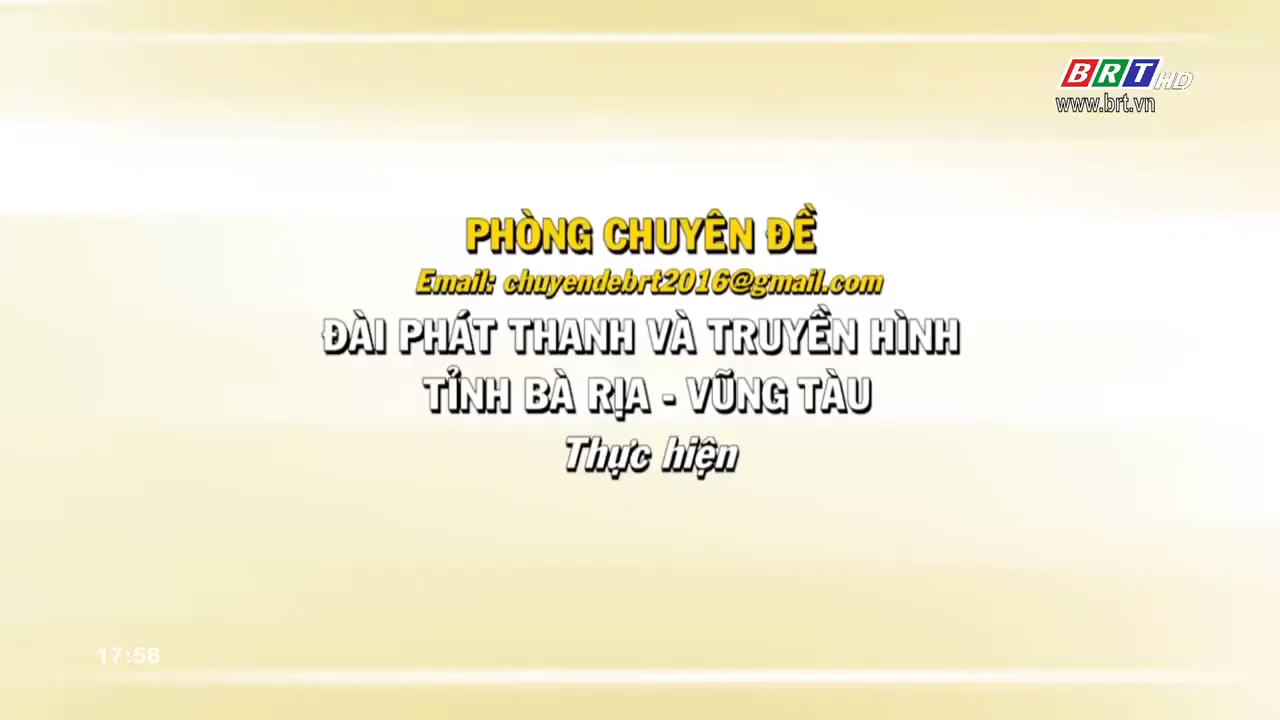 BRT HD
www.brt.vn
PHÒNG CHUYÊN ĐỀ
Email: chuyendebrt2016@gmail.com
ĐÀI PHÁT THANH VÀ TRUYỀN HÌNH
TỈNH BÀ RỊA - VŨNG TÀU
Thực hiện
17:58